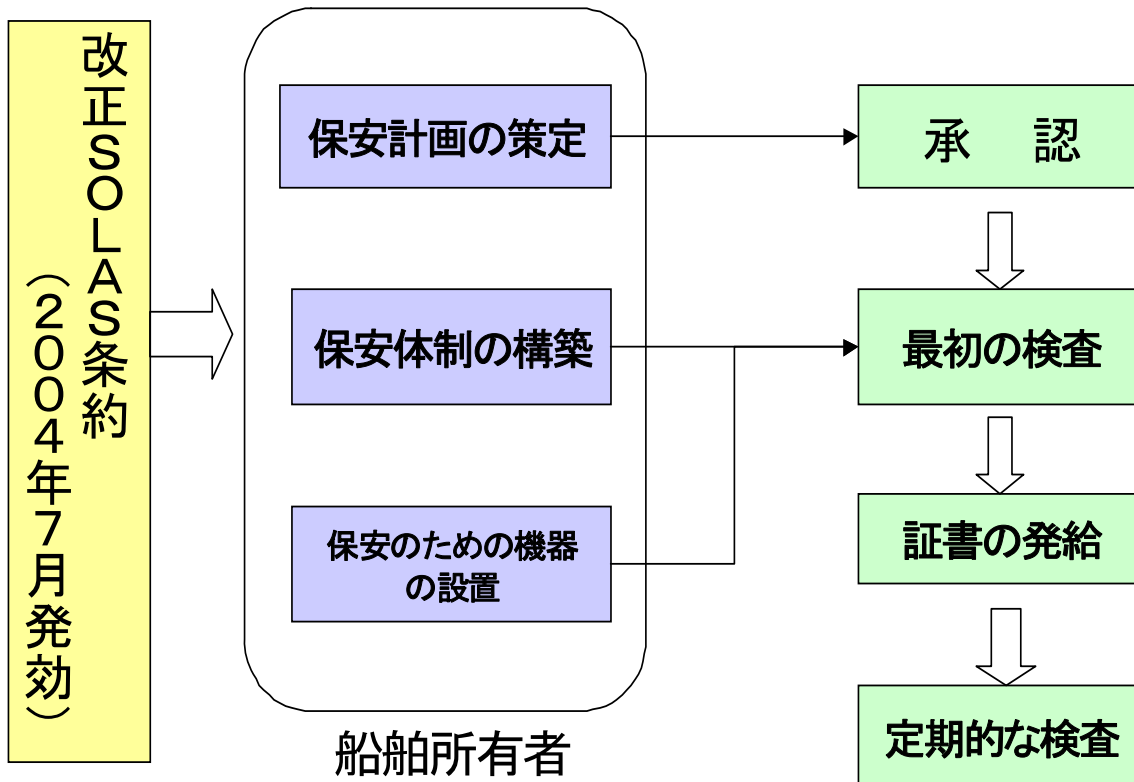 改正ＳＯＬＡＳ条約
（２００４年７月発効）
保安計画の策定
保安体制の構築
保安のための機器
の設置
船舶所有者
承　認
最初の検査
証書の発給
定期的な検査